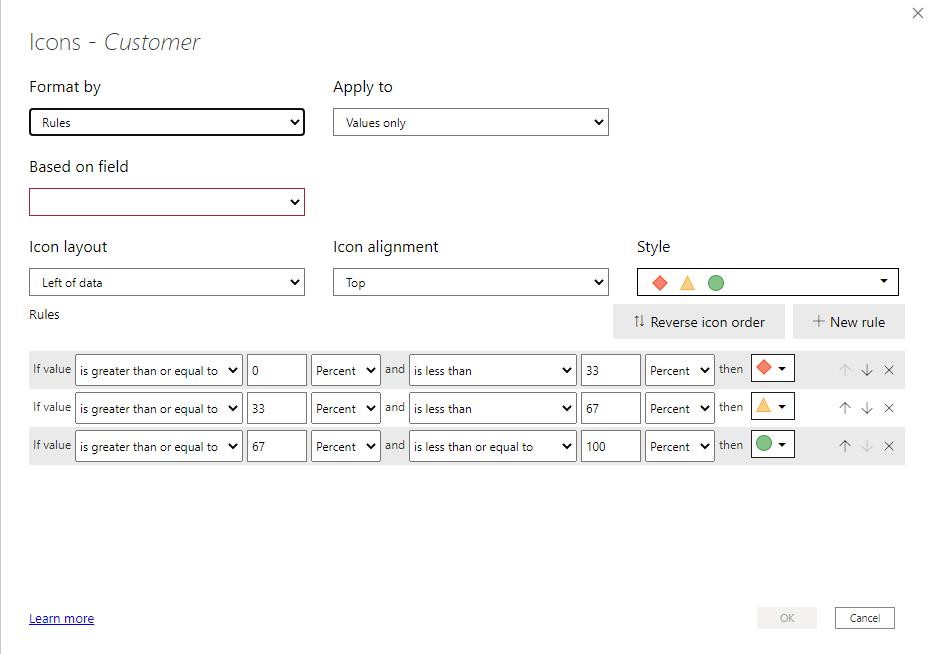 Icons - Customer
Format by
Apply to
Rules
Values only
Based on field
Icon layout
Icon alignment
Style
Left of data
Top
Rules
Reverse icon order
New rule
If value is greater than or equal to 0 Percent and is less than 33 Percent then
If value is greater than or equal to 33 Percent and is less than 67 Percent then
If value is greater than or equal to 67 Percent and is less than or equal to 100 Percent then
Learn more
OK
Cancel